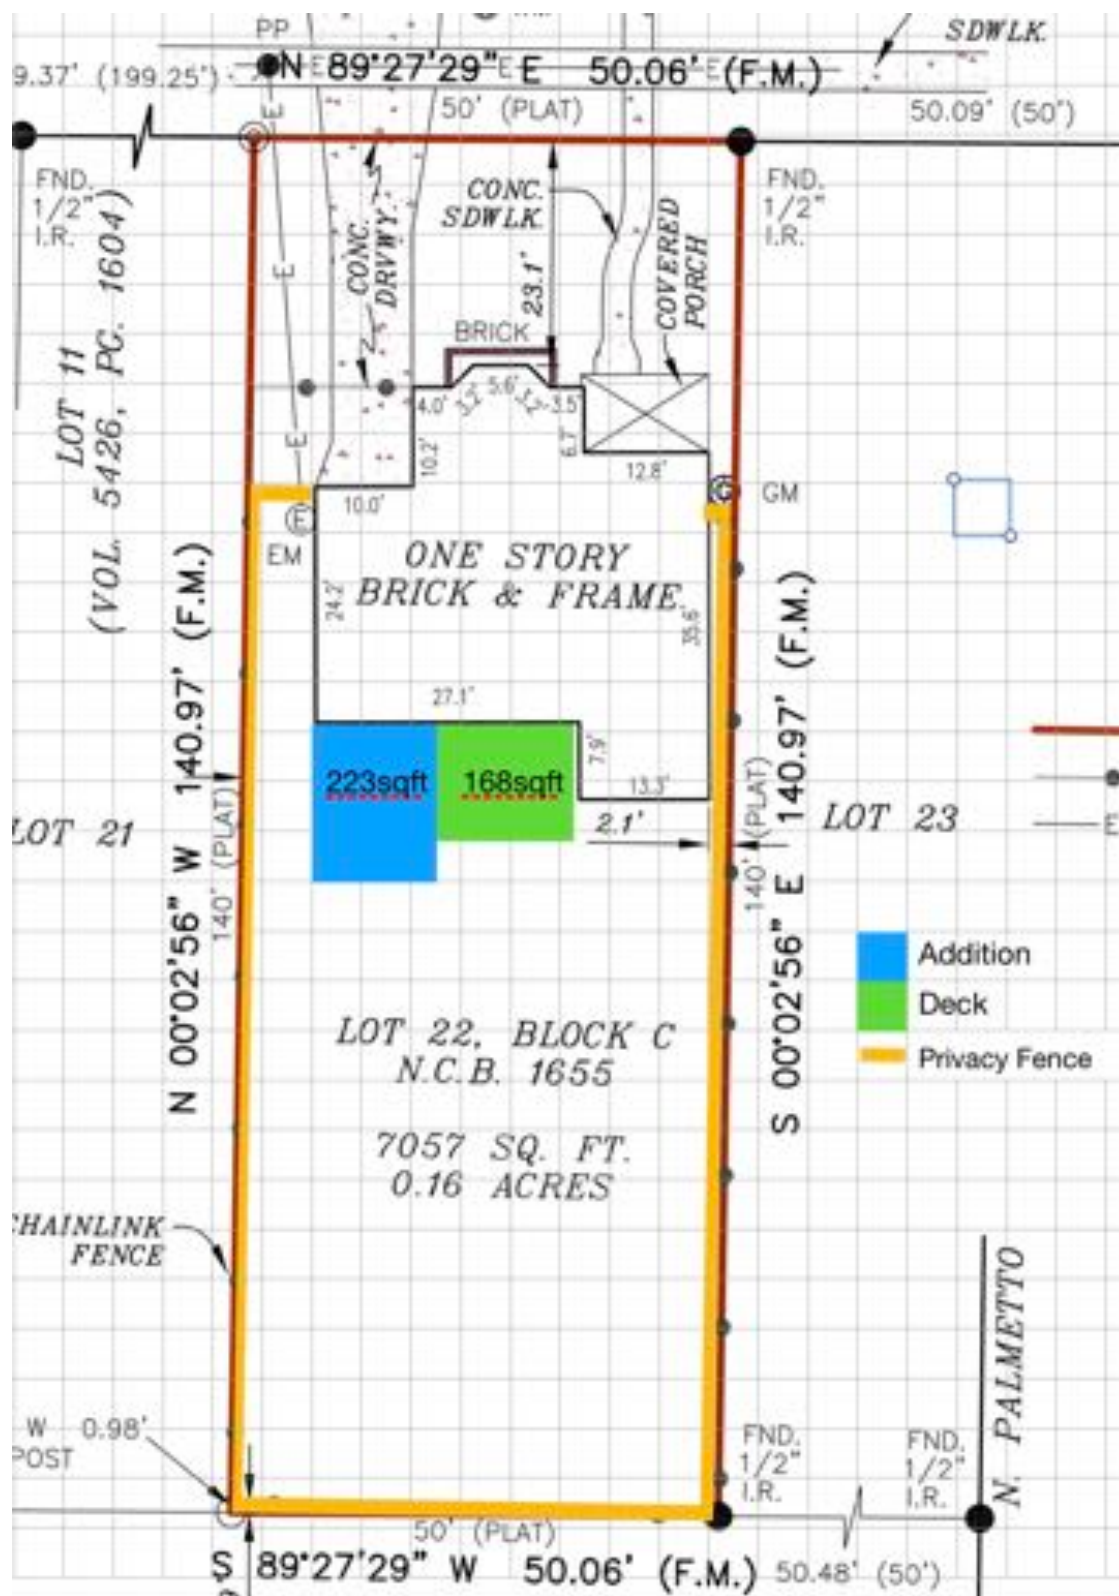 SDWLK.
PP
N 89°27'29" E 50.06' (F.M.)
9.37' (199.25')
50' (PLAT)
50.09' (50')
E
E
E
E
FND.
1/2"
I.R.
FND.
1/2"
I.R.
LOT 11
(VOL. 5426, PG. 1604)
CONC.
DRVWY.
CONC.
SDWLK.
23.1'
COVERED
PORCH
BRICK
4.0'
3.2'
5.6'
3.2'
3.5'
10.2'
6.7'
12.8'
10.0'
E
EM
GM
ONE STORY
BRICK & FRAME
24.2'
35.6'
27.1'
7.9'
13.3'
223sqft
168sqft
2.1'
N 00°02'56" W 140.97' (F.M.)
140' (PLAT)
S 00°02'56" E 140.97' (F.M.)
140' (PLAT)
LOT 21
LOT 23
E
Addition
Deck
Privacy Fence
LOT 22, BLOCK C
N.C.B. 1655
7057 SQ. FT.
0.16 ACRES
CHAINLINK
FENCE
N. PALMETTO
W 0.98'
POST
FND.
1/2"
I.R.
FND.
1/2"
I.R.
50' (PLAT)
S 89°27'29" W 50.06' (F.M.)
50.48' (50')